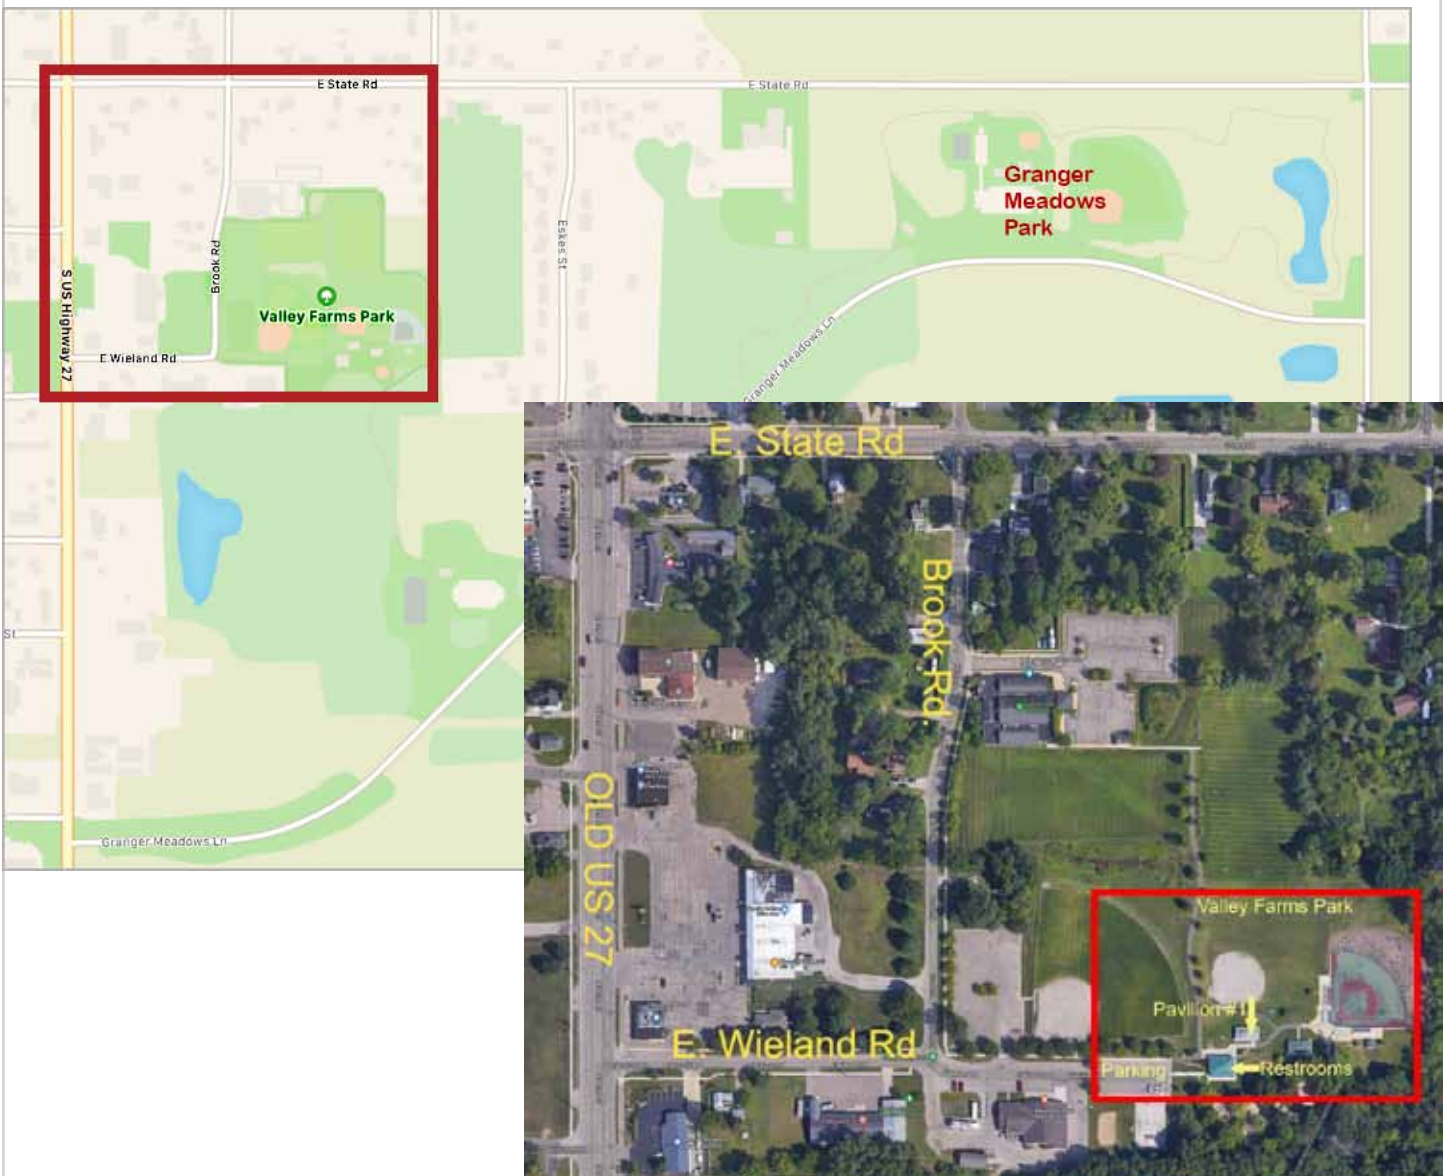 E State Rd
E State Rd
Granger
Meadows
Park
Brook Rd
Eskes St
S US Highway 27
Valley Farms Park
E Wieland Rd
Granger Meadows Ln
St
Granger Meadows Ln
E. State Rd
Brook Rd.
OLD US 27
Valley Farms Park
Pavilion #1
E. Wieland Rd
Parking
Restrooms